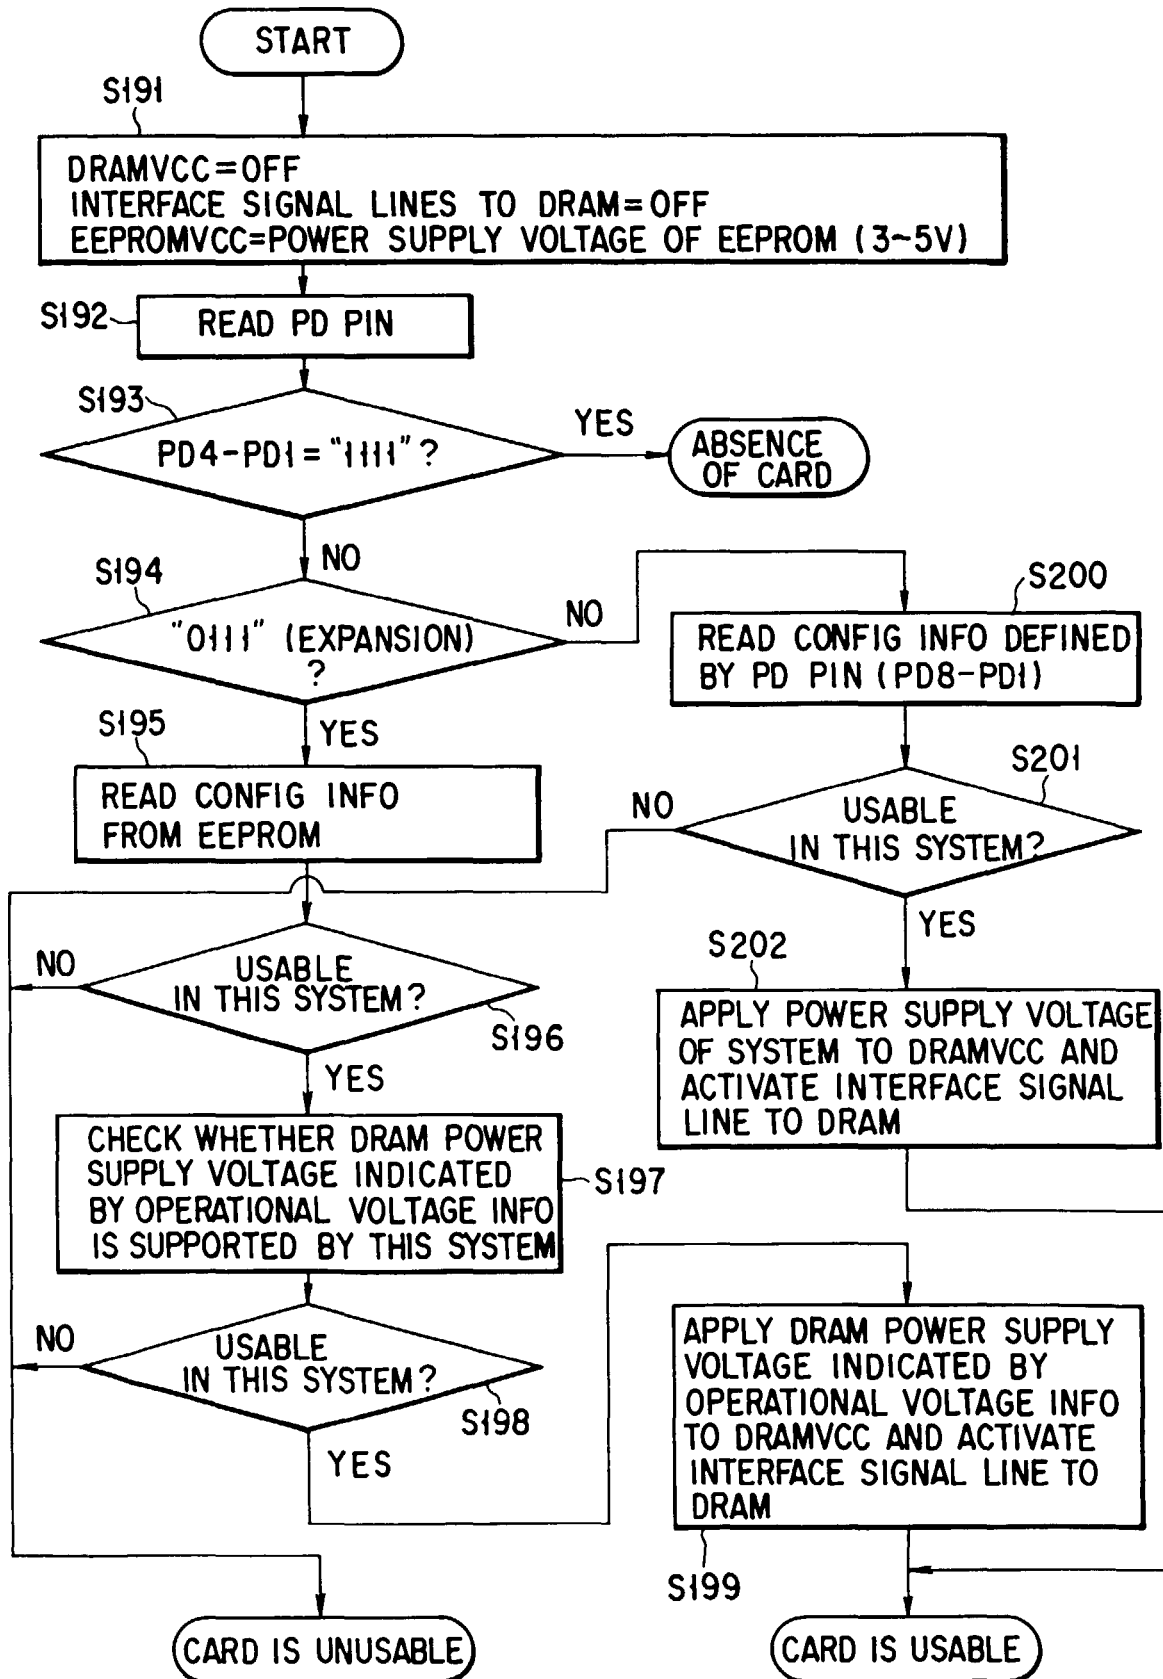 START
S191
DRAMVCC=OFF
INTERFACE SIGNAL LINES TO DRAM=OFF
EEPROMVCC=POWER SUPPLY VOLTAGE OF EEPROM (3~5V)
S192
READ PD PIN
S193
PD4-PD1="1111"?
YES
ABSENCE
OF CARD
NO
S194
"0111" (EXPANSION)
?
NO
S200
READ CONFIG INFO DEFINED
BY PD PIN (PD8-PD1)
YES
S195
READ CONFIG INFO
FROM EEPROM
S201
USABLE
IN THIS SYSTEM?
NO
YES
USABLE
IN THIS SYSTEM?
NO
S196
YES
S202
APPLY POWER SUPPLY VOLTAGE
OF SYSTEM TO DRAMVCC AND
ACTIVATE INTERFACE SIGNAL
LINE TO DRAM
CHECK WHETHER DRAM POWER
SUPPLY VOLTAGE INDICATED
BY OPERATIONAL VOLTAGE INFO
IS SUPPORTED BY THIS SYSTEM
S197
NO
USABLE
IN THIS SYSTEM?
S198
YES
APPLY DRAM POWER SUPPLY
VOLTAGE INDICATED BY
OPERATIONAL VOLTAGE INFO
TO DRAMVCC AND ACTIVATE
INTERFACE SIGNAL LINE TO
DRAM
S199
CARD IS UNUSABLE
CARD IS USABLE